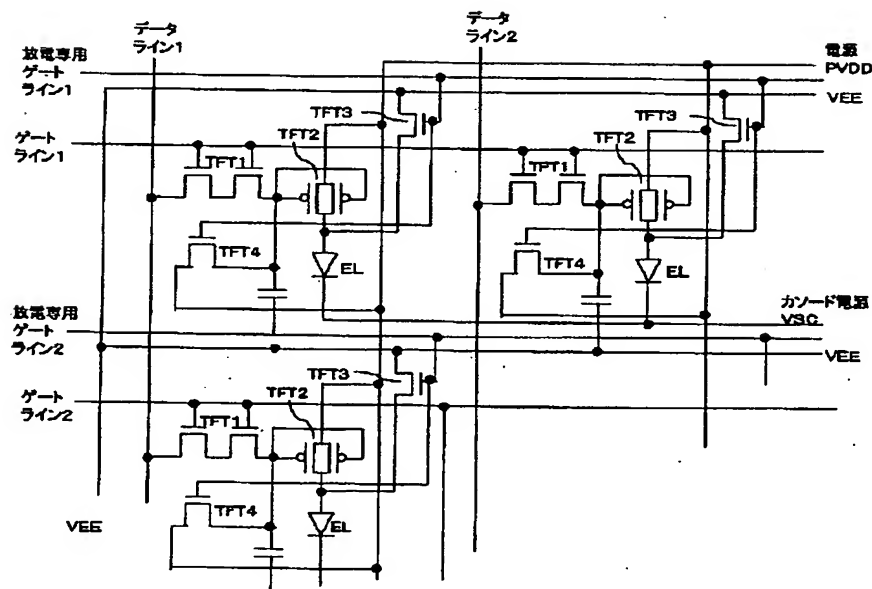 データ
ライン1
データ
ライン2
放電専用
ゲート
ライン1
電源
PVDD
VEE
TFT3
TFT3
TFT2
TFT2
ゲート
ライン1
TFT1
TPT1
TFT4
TFT4
EL
EL
放電専用
ゲート
ライン2
カソード電源
VSC
VEE
TFT3
TFT2
ゲート
ライン2
TFT1
TFT4
EL
VEE